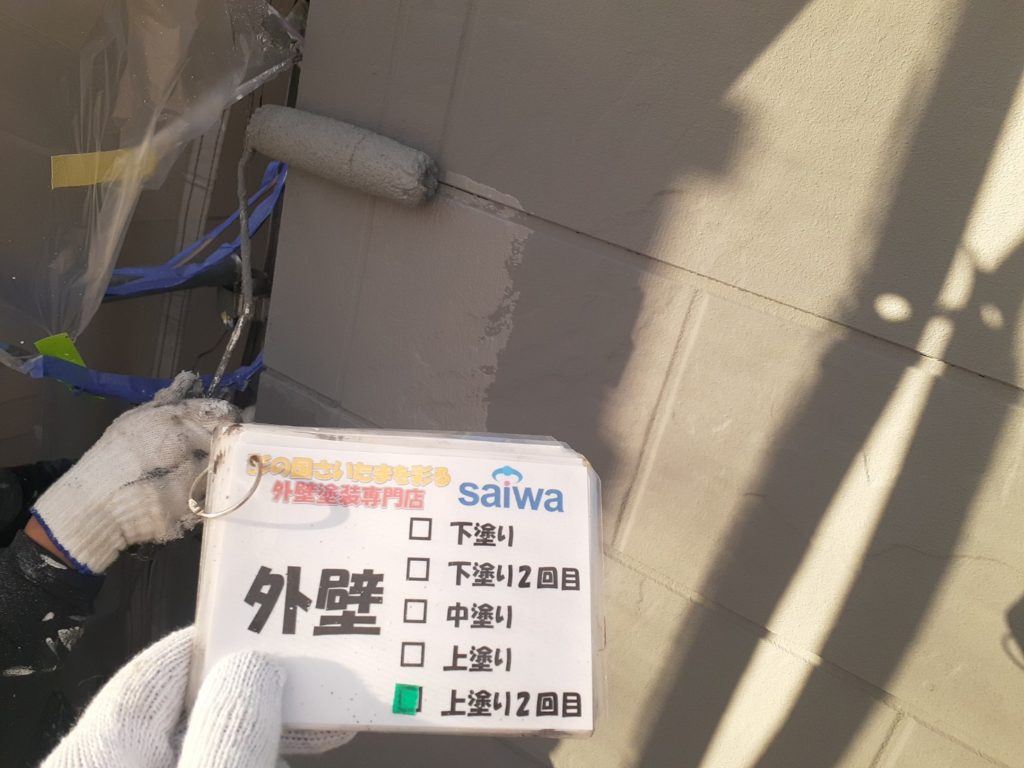 彩の国さいたまを彩る
外壁塗装専門店
saiwa
外壁
下塗り
下塗り2回目
中塗り
上塗り
上塗り2回目